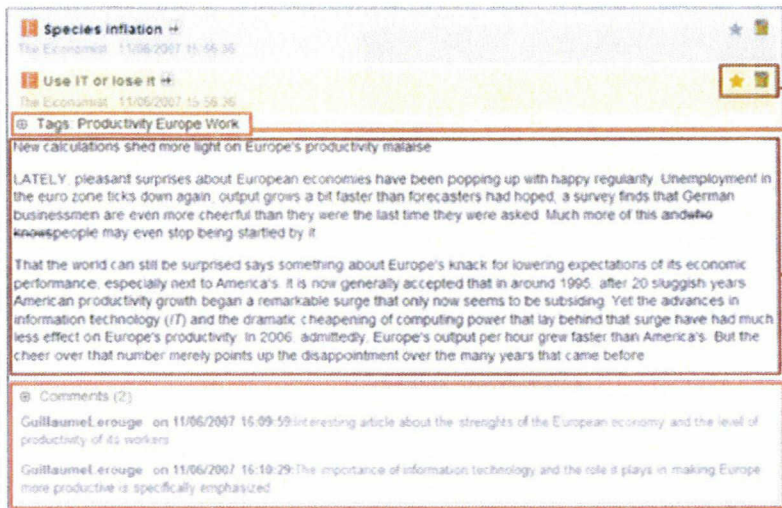 Species inflation
The Economist 11/06/2007 15:56:36
Use IT or lose it
The Economist 11/06/2007 15:56:36
Tags: Productivity Europe Work
New calculations shed more light on Europe's productivity malaise
LATELY, pleasant surprises about European economies have been popping up with happy regularity. Unemployment in
the euro zone ticks down again, output grows a bit faster than forecasters had hoped, a survey finds that German
businessmen are even more cheerful than they were the last time they were asked. Much more of this andwho
knowspeople may even stop being startled by it
That the world can still be surprised says something about Europe's knack for lowering expectations of its economic
performance, especially next to America's. It is now generally accepted that in around 1995, after 20 sluggish years
American productivity growth began a remarkable surge that only now seems to be subsiding. Yet the advances in
information technology (IT) and the dramatic cheapening of computing power that lay behind that surge have had much
less effect on Europe's productivity. In 2006, admittedly, Europe's output per hour grew faster than America's. But the
cheer over that number merely points up the disappointment over the many years that came before
Comments (2)
GuillaumeLerouge on 11/06/2007 16:09:59:Interesting article about the strenghts of the European economy and the level of
productivity of its workers
GuillaumeLerouge on 11/06/2007 16:10:29:The importance of information technology and the role it plays in making Europe
more productive is specifically emphasized